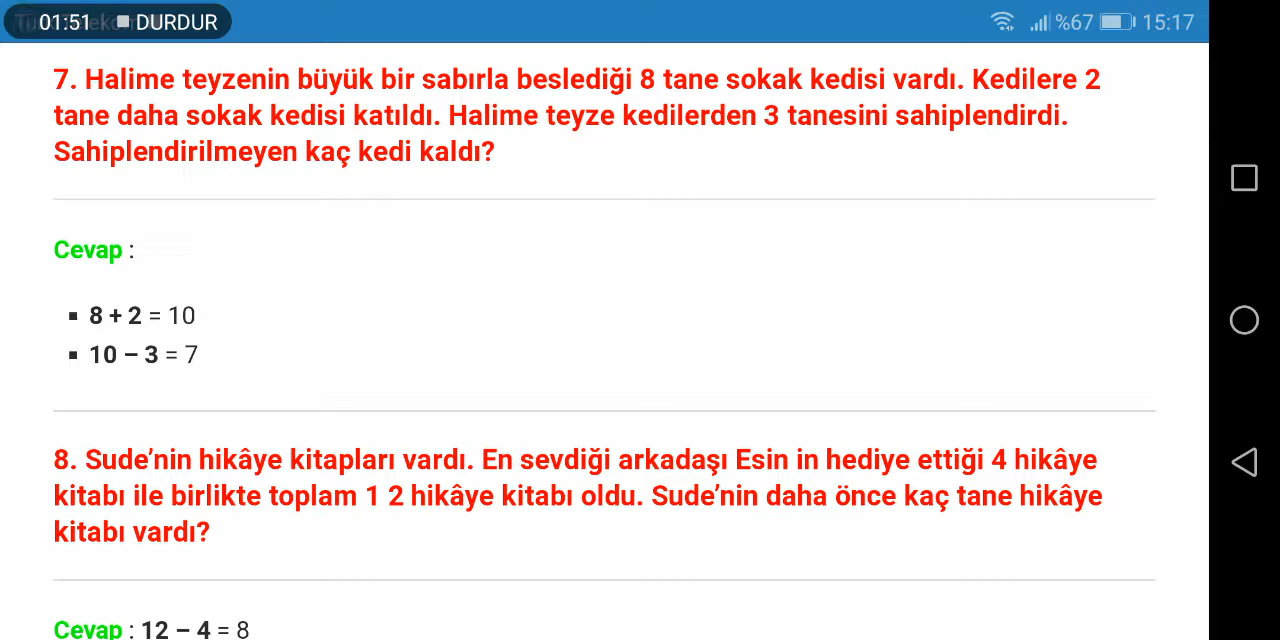 01:51 DURDUR %67 15:17
7. Halime teyzenin büyük bir sabırla beslediği 8 tane sokak kedisi vardı. Kedilere 2
tane daha sokak kedisi katıldı. Halime teyze kedilerden 3 tanesini sahiplendirdi.
Sahiplendirilmeyen kaç kedi kaldı?
Cevap :
▪ 8 + 2 = 10
▪ 10 – 3 = 7
8. Sude’nin hikâye kitapları vardı. En sevdiği arkadaşı Esin in hediye ettiği 4 hikâye
kitabı ile birlikte toplam 1 2 hikâye kitabı oldu. Sude’nin daha önce kaç tane hikâye
kitabı vardı?
Cevap : 12 – 4 = 8